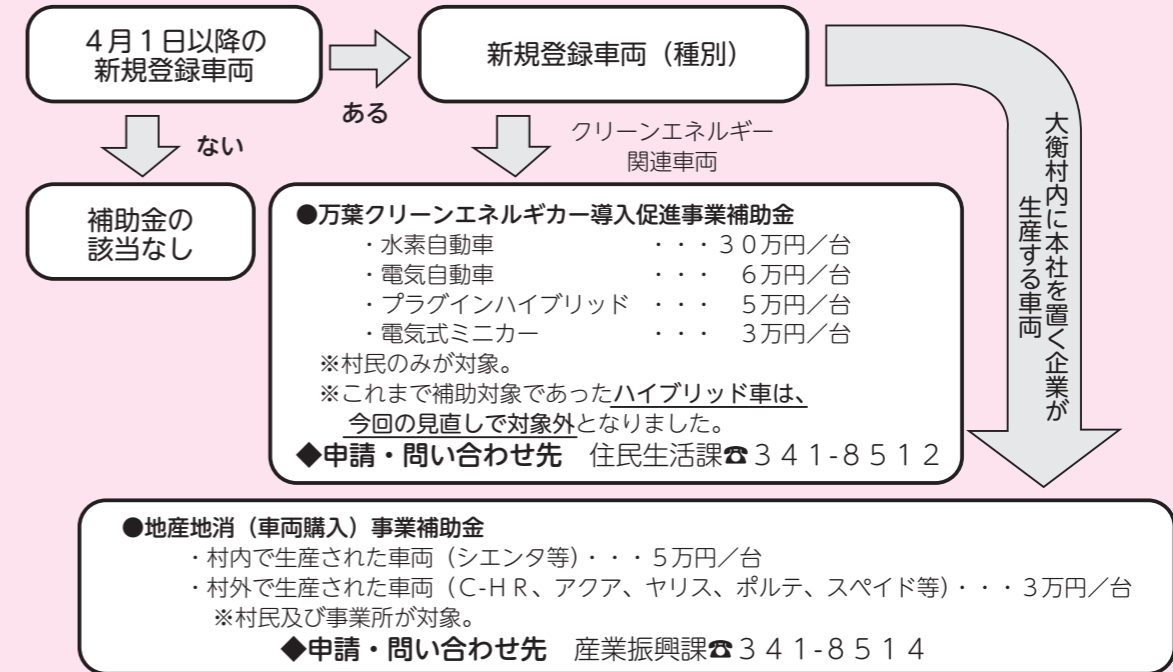 4月1日以降の
新規登録車両
ある
新規登録車両（種別）
ない
補助金の
該当なし
クリーンエネルギー
関連車両
大衡村内に本社を置く企業が
生産する車両
●万葉クリーンエネルギカー導入促進事業補助金
・水素自動車　・・・３０万円／台
・電気自動車　・・・　６万円／台
・プラグインハイブリッド　・・・　５万円／台
・電気式ミニカー　・・・　３万円／台
※村民のみが対象。
※これまで補助対象であったハイブリッド車は、
今回の見直しで対象外となりました。
◆申請・問い合わせ先　住民生活課☎３４１-８５１２
●地産地消（車両購入）事業補助金
・村内で生産された車両（シエンタ等）・・・５万円／台
・村外で生産された車両（C-ＨＲ、アクア、ヤリス、ポルテ、スペイド等）・・・３万円／台
※村民及び事業所が対象。
◆申請・問い合わせ先　産業振興課☎３４１-８５１４